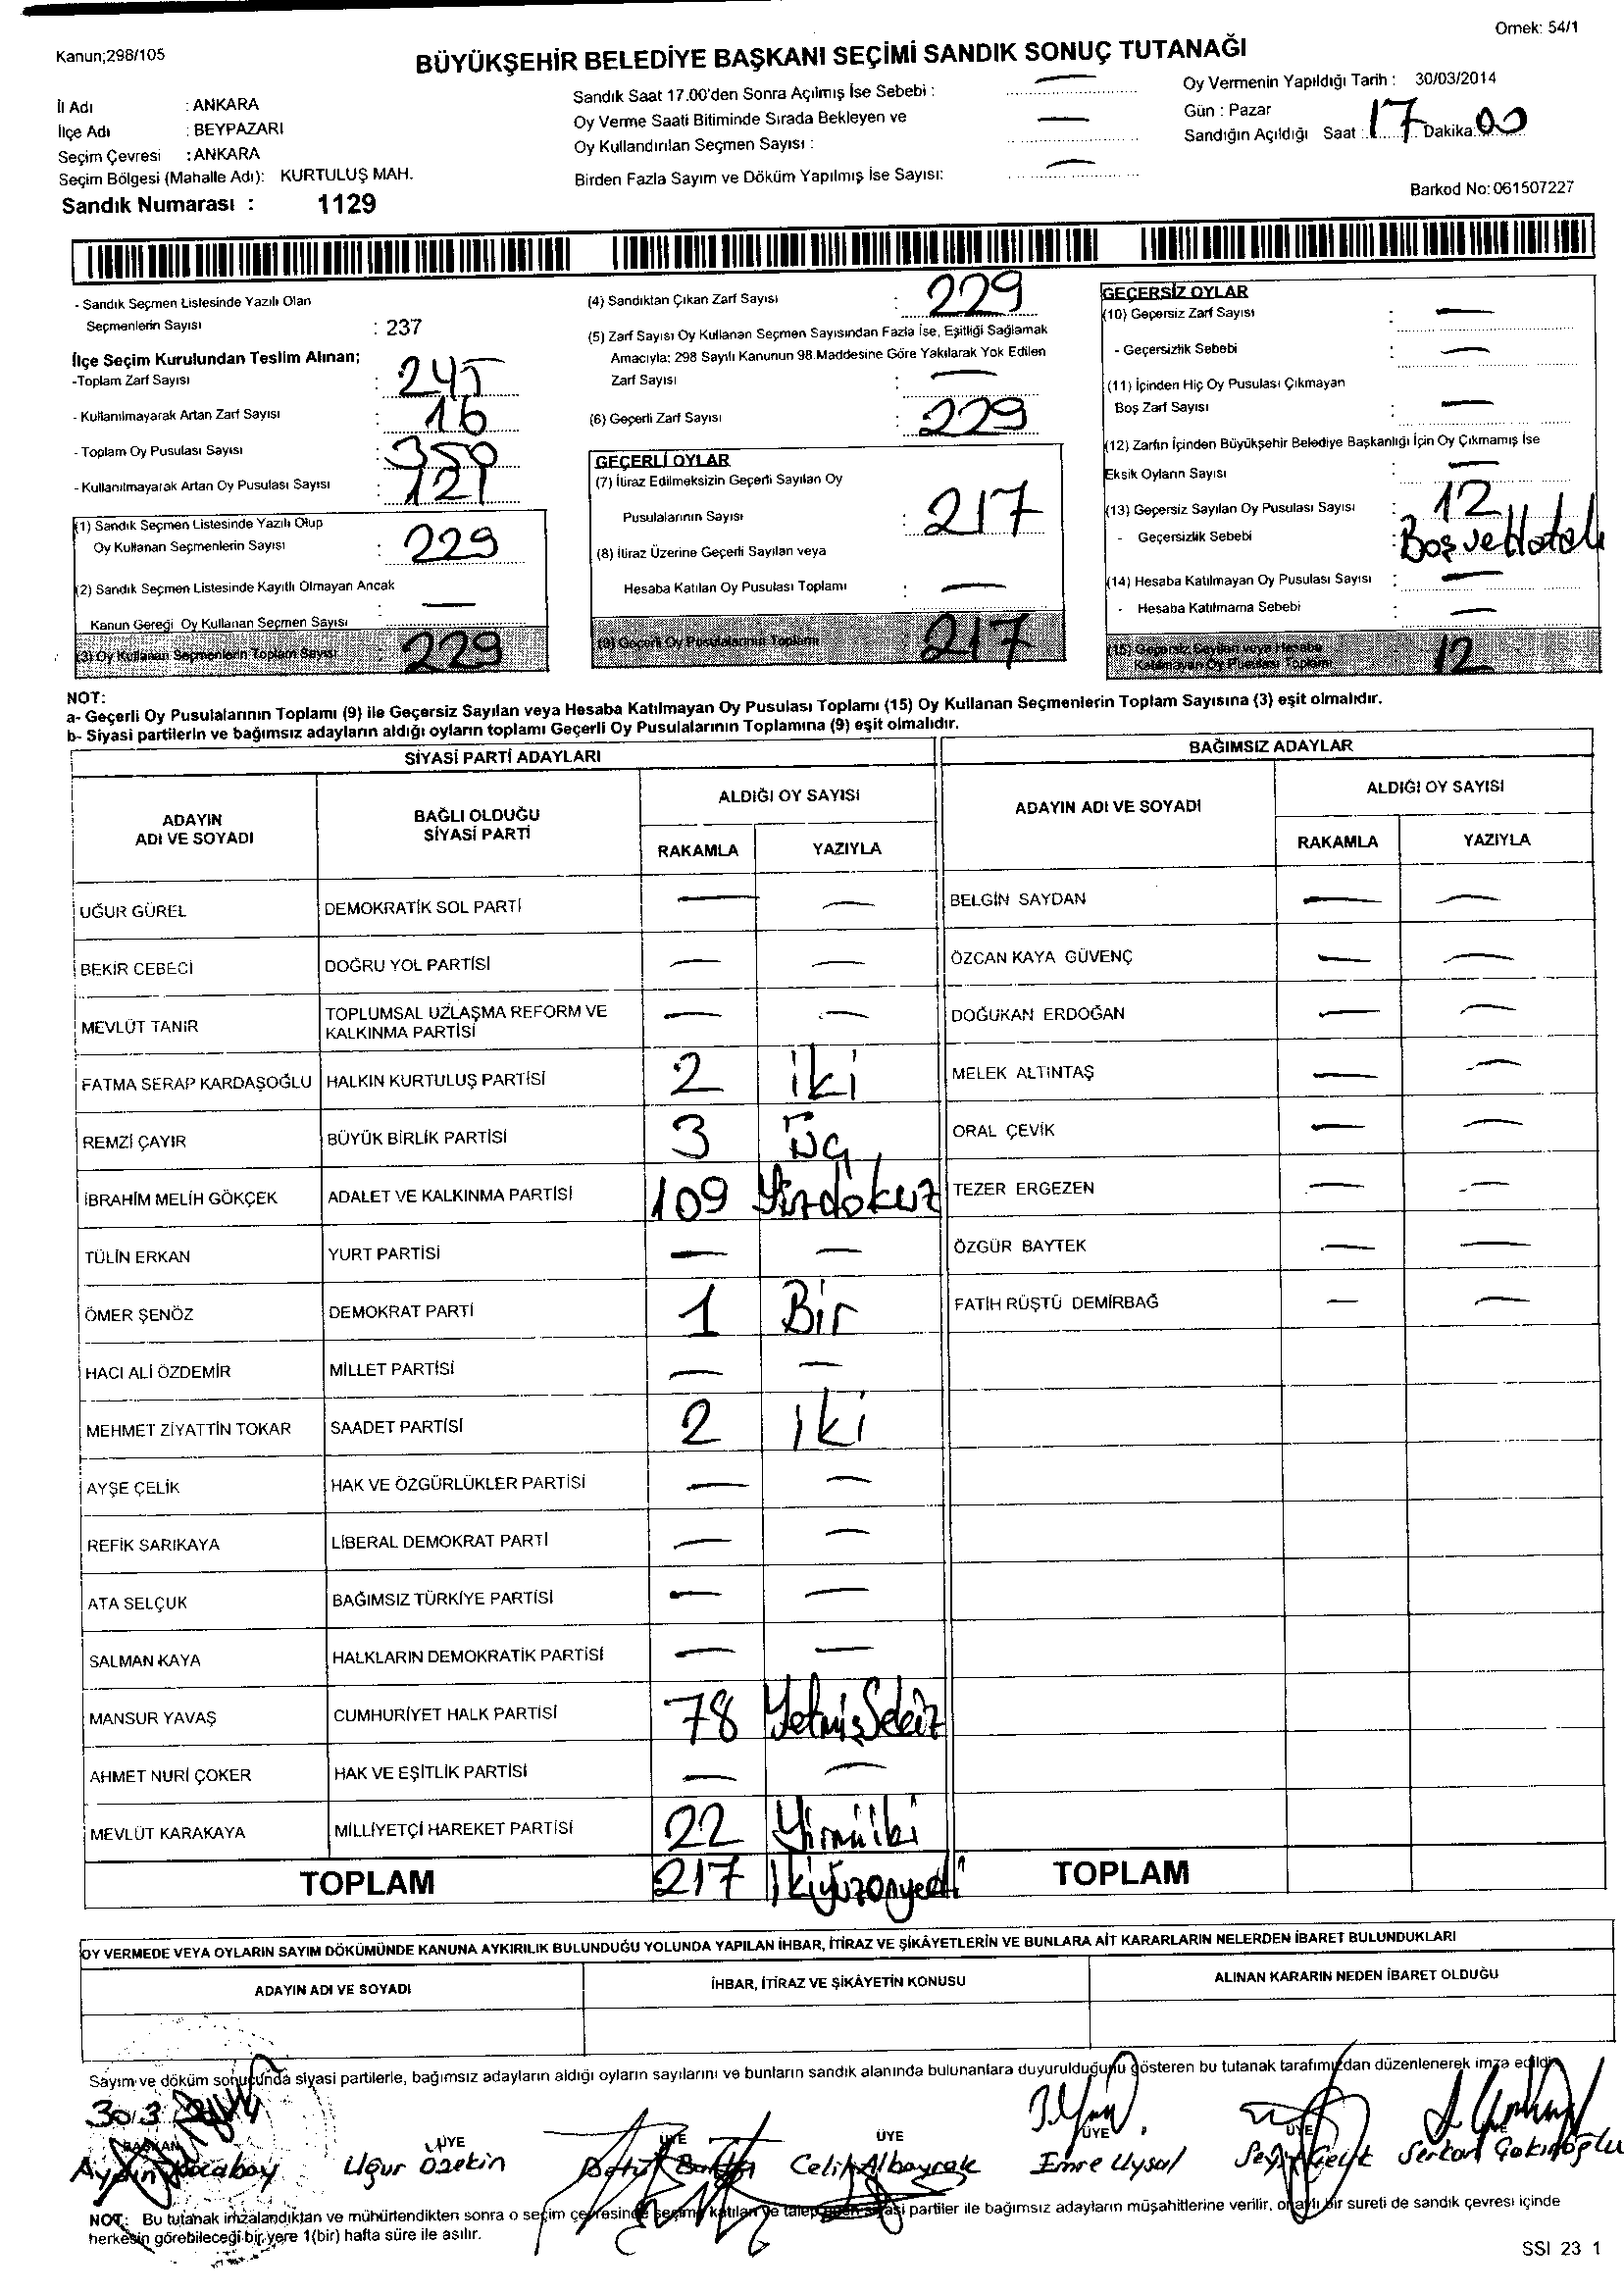 Örnek: 54/1
Kanun;298/105
BÜYÜKŞEHİR BELEDİYE BAŞKANI SEÇİMİ SANDIK SONUÇ TUTANAĞI
İl Adı : ANKARA
İlçe Adı : BEYPAZARI
Seçim Çevresi : ANKARA
Seçim Bölgesi (Mahalle Adı): KURTULUŞ MAH.
Sandık Numarası : 1129
Sandık Saat 17.00'den Sonra Açılmış İse Sebebi : —
Oy Verme Saati Bitiminde Sırada Bekleyen ve
Oy Kullandırılan Seçmen Sayısı : —
Birden Fazla Sayım ve Döküm Yapılmış İse Sayısı: —
Oy Vermenin Yapıldığı Tarih : 30/03/2014
Gün : Pazar
Sandığın Açıldığı Saat : 17 Dakika: 00
Barkod No: 061507227
- Sandık Seçmen Listesinde Yazılı Olan
Seçmenlerin Sayısı : 237
İlçe Seçim Kurulundan Teslim Alınan;
-Toplam Zarf Sayısı : 245
- Kullanılmayarak Artan Zarf Sayısı : 16
- Toplam Oy Pusulası Sayısı : 350
- Kullanılmayarak Artan Oy Pusulası Sayısı : 121
(1) Sandık Seçmen Listesinde Yazılı Olup
Oy Kullanan Seçmenlerin Sayısı : 229
(2) Sandık Seçmen Listesinde Kayıtlı Olmayan Ancak
Kanun Gereği Oy Kullanan Seçmen Sayısı : —
(3) Oy Kullanan Seçmenlerin Toplam Sayısı : 229
(4) Sandıktan Çıkan Zarf Sayısı : 229
(5) Zarf Sayısı Oy Kullanan Seçmen Sayısından Fazla İse, Eşitliği Sağlamak
Amacıyla; 298 Sayılı Kanunun 98.Maddesine Göre Yakılarak Yok Edilen
Zarf Sayısı : —
(6) Geçerli Zarf Sayısı : 229
GEÇERLİ OYLAR
(7) İtiraz Edilmeksizin Geçerli Sayılan Oy
Pusulalarının Sayısı : 217
(8) İtiraz Üzerine Geçerli Sayılan veya
Hesaba Katılan Oy Pusulası Toplamı : —
(9) Geçerli Oy Pusulalarının Toplamı 217
GEÇERSİZ OYLAR
(10) Geçersiz Zarf Sayısı : —
- Geçersizlik Sebebi : —
(11) İçinden Hiç Oy Pusulası Çıkmayan
Boş Zarf Sayısı : —
(12) Zarfın İçinden Büyükşehir Belediye Başkanlığı İçin Oy Çıkmamış İse
Eksik Oyların Sayısı : —
(13) Geçersiz Sayılan Oy Pusulası Sayısı : 12
- Geçersizlik Sebebi : Boş ve Hatalı
(14) Hesaba Katılmayan Oy Pusulası Sayısı : —
- Hesaba Katılmama Sebebi : —
(15) Geçersiz Sayılan veya Hesaba
Katılmayan Oy Pusulası Toplamı 12
NOT:
a- Geçerli Oy Pusulalarının Toplamı (9) ile Geçersiz Sayılan veya Hesaba Katılmayan Oy Pusulası Toplamı (15) Oy Kullanan Seçmenlerin Toplam Sayısına (3) eşit olmalıdır.
b- Siyasi partilerin ve bağımsız adayların aldığı oyların toplamı Geçerli Oy Pusulalarının Toplamına (9) eşit olmalıdır.
SİYASİ PARTİ ADAYLARI
ADAYIN ADI VE SOYADI BAĞLI OLDUĞU SİYASİ PARTİ ALDIĞI OY SAYISI
RAKAMLA YAZIYLA
UĞUR GÜREL DEMOKRATİK SOL PARTİ — —
BEKİR CEBECİ DOĞRU YOL PARTİSİ — —
MEVLÜT TANIR TOPLUMSAL UZLAŞMA REFORM VE KALKINMA PARTİSİ — —
FATMA SERAP KARDAŞOĞLU HALKIN KURTULUŞ PARTİSİ 2 iki
REMZİ ÇAYIR BÜYÜK BİRLİK PARTİSİ 3 üç
İBRAHİM MELİH GÖKÇEK ADALET VE KALKINMA PARTİSİ 109 Yüzdokuz
TÜLİN ERKAN YURT PARTİSİ — —
ÖMER ŞENÖZ DEMOKRAT PARTİ 1 Bir
HACI ALİ ÖZDEMİR MİLLET PARTİSİ — —
MEHMET ZİYATTİN TOKAR SAADET PARTİSİ 2 iki
AYŞE ÇELİK HAK VE ÖZGÜRLÜKLER PARTİSİ — —
REFİK SARIKAYA LİBERAL DEMOKRAT PARTİ — —
ATA SELÇUK BAĞIMSIZ TÜRKİYE PARTİSİ — —
SALMAN KAYA HALKLARIN DEMOKRATİK PARTİSİ — —
MANSUR YAVAŞ CUMHURİYET HALK PARTİSİ 78 YetmişSekiz
AHMET NURİ ÇOKER HAK VE EŞİTLİK PARTİSİ — —
MEVLÜT KARAKAYA MİLLİYETÇİ HAREKET PARTİSİ 22 Yirmiiki
TOPLAM 217 ikiyüzonyedi
BAĞIMSIZ ADAYLAR
ADAYIN ADI VE SOYADI ALDIĞI OY SAYISI
RAKAMLA YAZIYLA
BELGİN SAYDAN — —
ÖZCAN KAYA GÜVENÇ — —
DOĞUKAN ERDOĞAN — —
MELEK ALTINTAŞ — —
ORAL ÇEVİK — —
TEZER ERGEZEN — —
ÖZGÜR BAYTEK — —
FATİH RÜŞTÜ DEMİRBAĞ — —
TOPLAM
OY VERMEDE VEYA OYLARIN SAYIM DÖKÜMÜNDE KANUNA AYKIRILIK BULUNDUĞU YOLUNDA YAPILAN İHBAR, İTİRAZ VE ŞİKÂYETLERİN VE BUNLARA AİT KARARLARIN NELERDEN İBARET BULUNDUKLARI
ADAYIN ADI VE SOYADI İHBAR, İTİRAZ VE ŞİKÂYETİN KONUSU ALINAN KARARIN NEDEN İBARET OLDUĞU
Sayım ve döküm sonucunda siyasi partilerle, bağımsız adayların aldığı oyların sayılarını ve bunların sandık alanında bulunanlara duyurulduğunu gösteren bu tutanak tarafımızdan düzenlenerek imza edildi.
30.3.2014
BAŞKAN ÜYE ÜYE ÜYE ÜYE ÜYE
Aydın Kocaboy Uğur Özekin Celil Albayrak Emre Uysal Serkan Çakıroğlu
NOT: Bu tutanak imzalandıktan ve mühürlendikten sonra o seçim çevresinde seçime katılan ve talep eden siyasi partiler ile bağımsız adayların müşahitlerine verilir, onaylı bir sureti de sandık çevresi içinde
herkesin görebileceği bir yere 1(bir) hafta süre ile asılır.
SSI 23 1